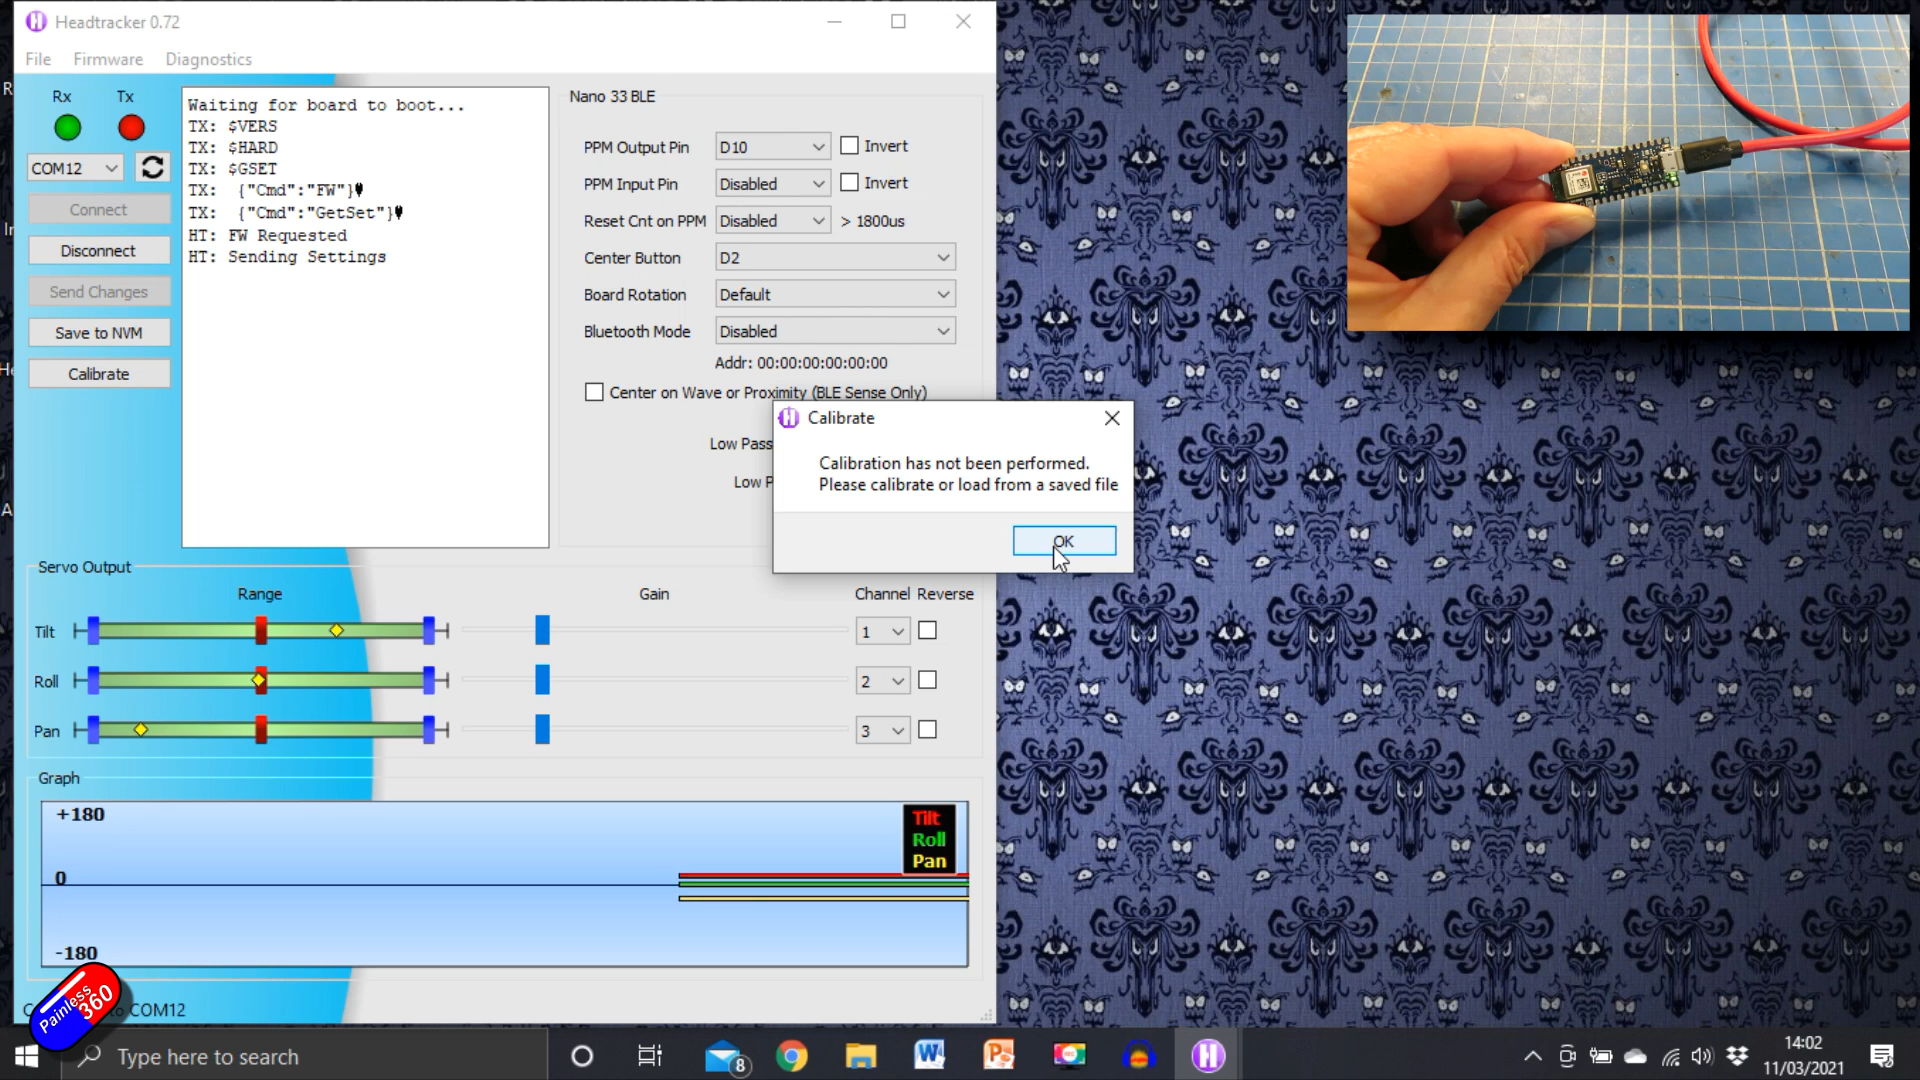 Headtracker 0.72
File Firmware Diagnostics
Rx Tx
COM12
Connect
Disconnect
Send Changes
Save to NVM
Calibrate
Waiting for board to boot...
TX: $VERS
TX: $HARD
TX: $GSET
TX: {"Cmd":"FW"}
TX: {"Cmd":"GetSet"}
HT: FW Requested
HT: Sending Settings
Nano 33 BLE
PPM Output Pin D10 Invert
PPM Input Pin Disabled Invert
Reset Cnt on PPM Disabled > 1800us
Center Button D2
Board Rotation Default
Bluetooth Mode Disabled
Addr: 00:00:00:00:00:00
Center on Wave or Proximity (BLE Sense Only)
Low Pass
Low P
Calibrate
Calibration has not been performed.
Please calibrate or load from a saved file
OK
Servo Output
Range Gain Channel Reverse
Tilt 1
Roll 2
Pan 3
Graph
+180
0
-180
Tilt
Roll
Pan
to COM12
Painless
360
Type here to search
8
14:02
11/03/2021